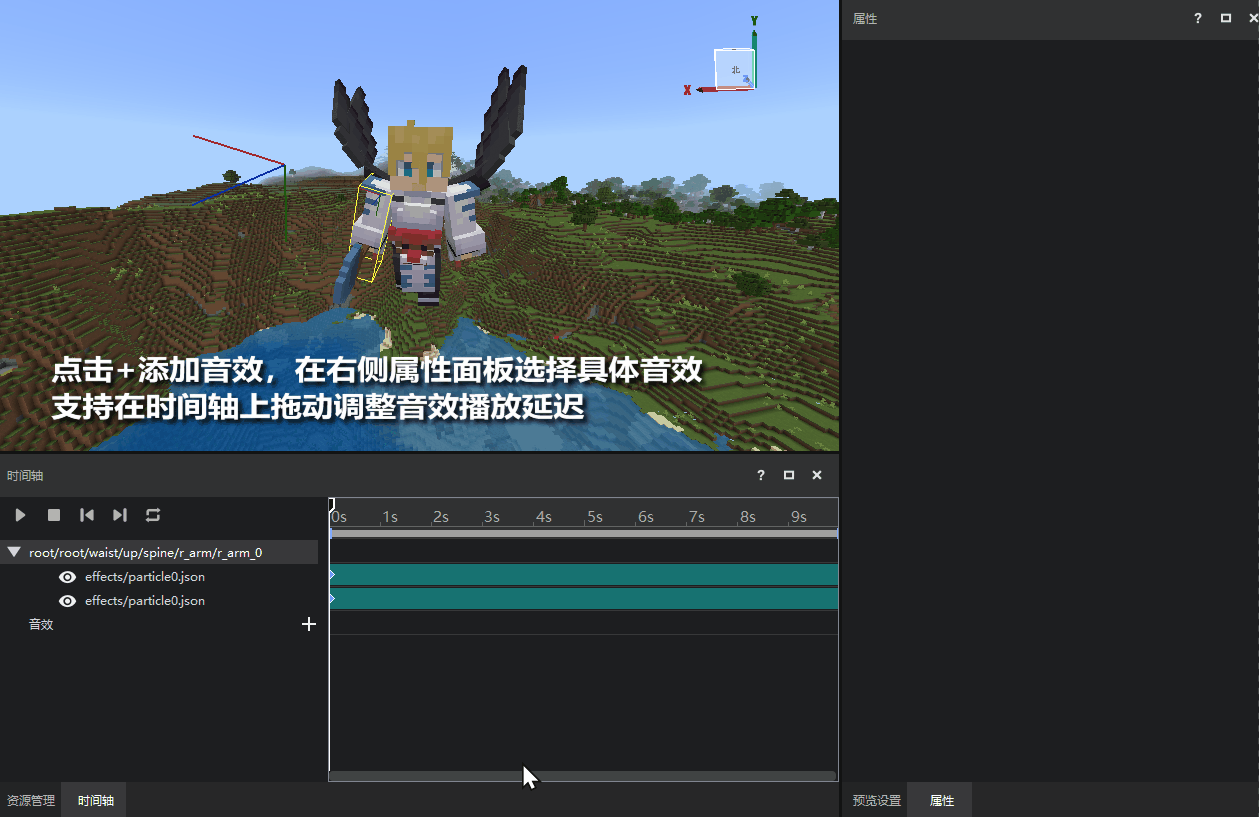 属性
Y
北
Z
X
点击+添加音效，在右侧属性面板选择具体音效
支持在时间轴上拖动调整音效播放延迟
时间轴
0s 1s 2s 3s 4s 5s 6s 7s 8s 9s
root/root/waist/up/spine/r_arm/r_arm_0
effects/particle0.json
effects/particle0.json
音效
资源管理 时间轴
预览设置 属性